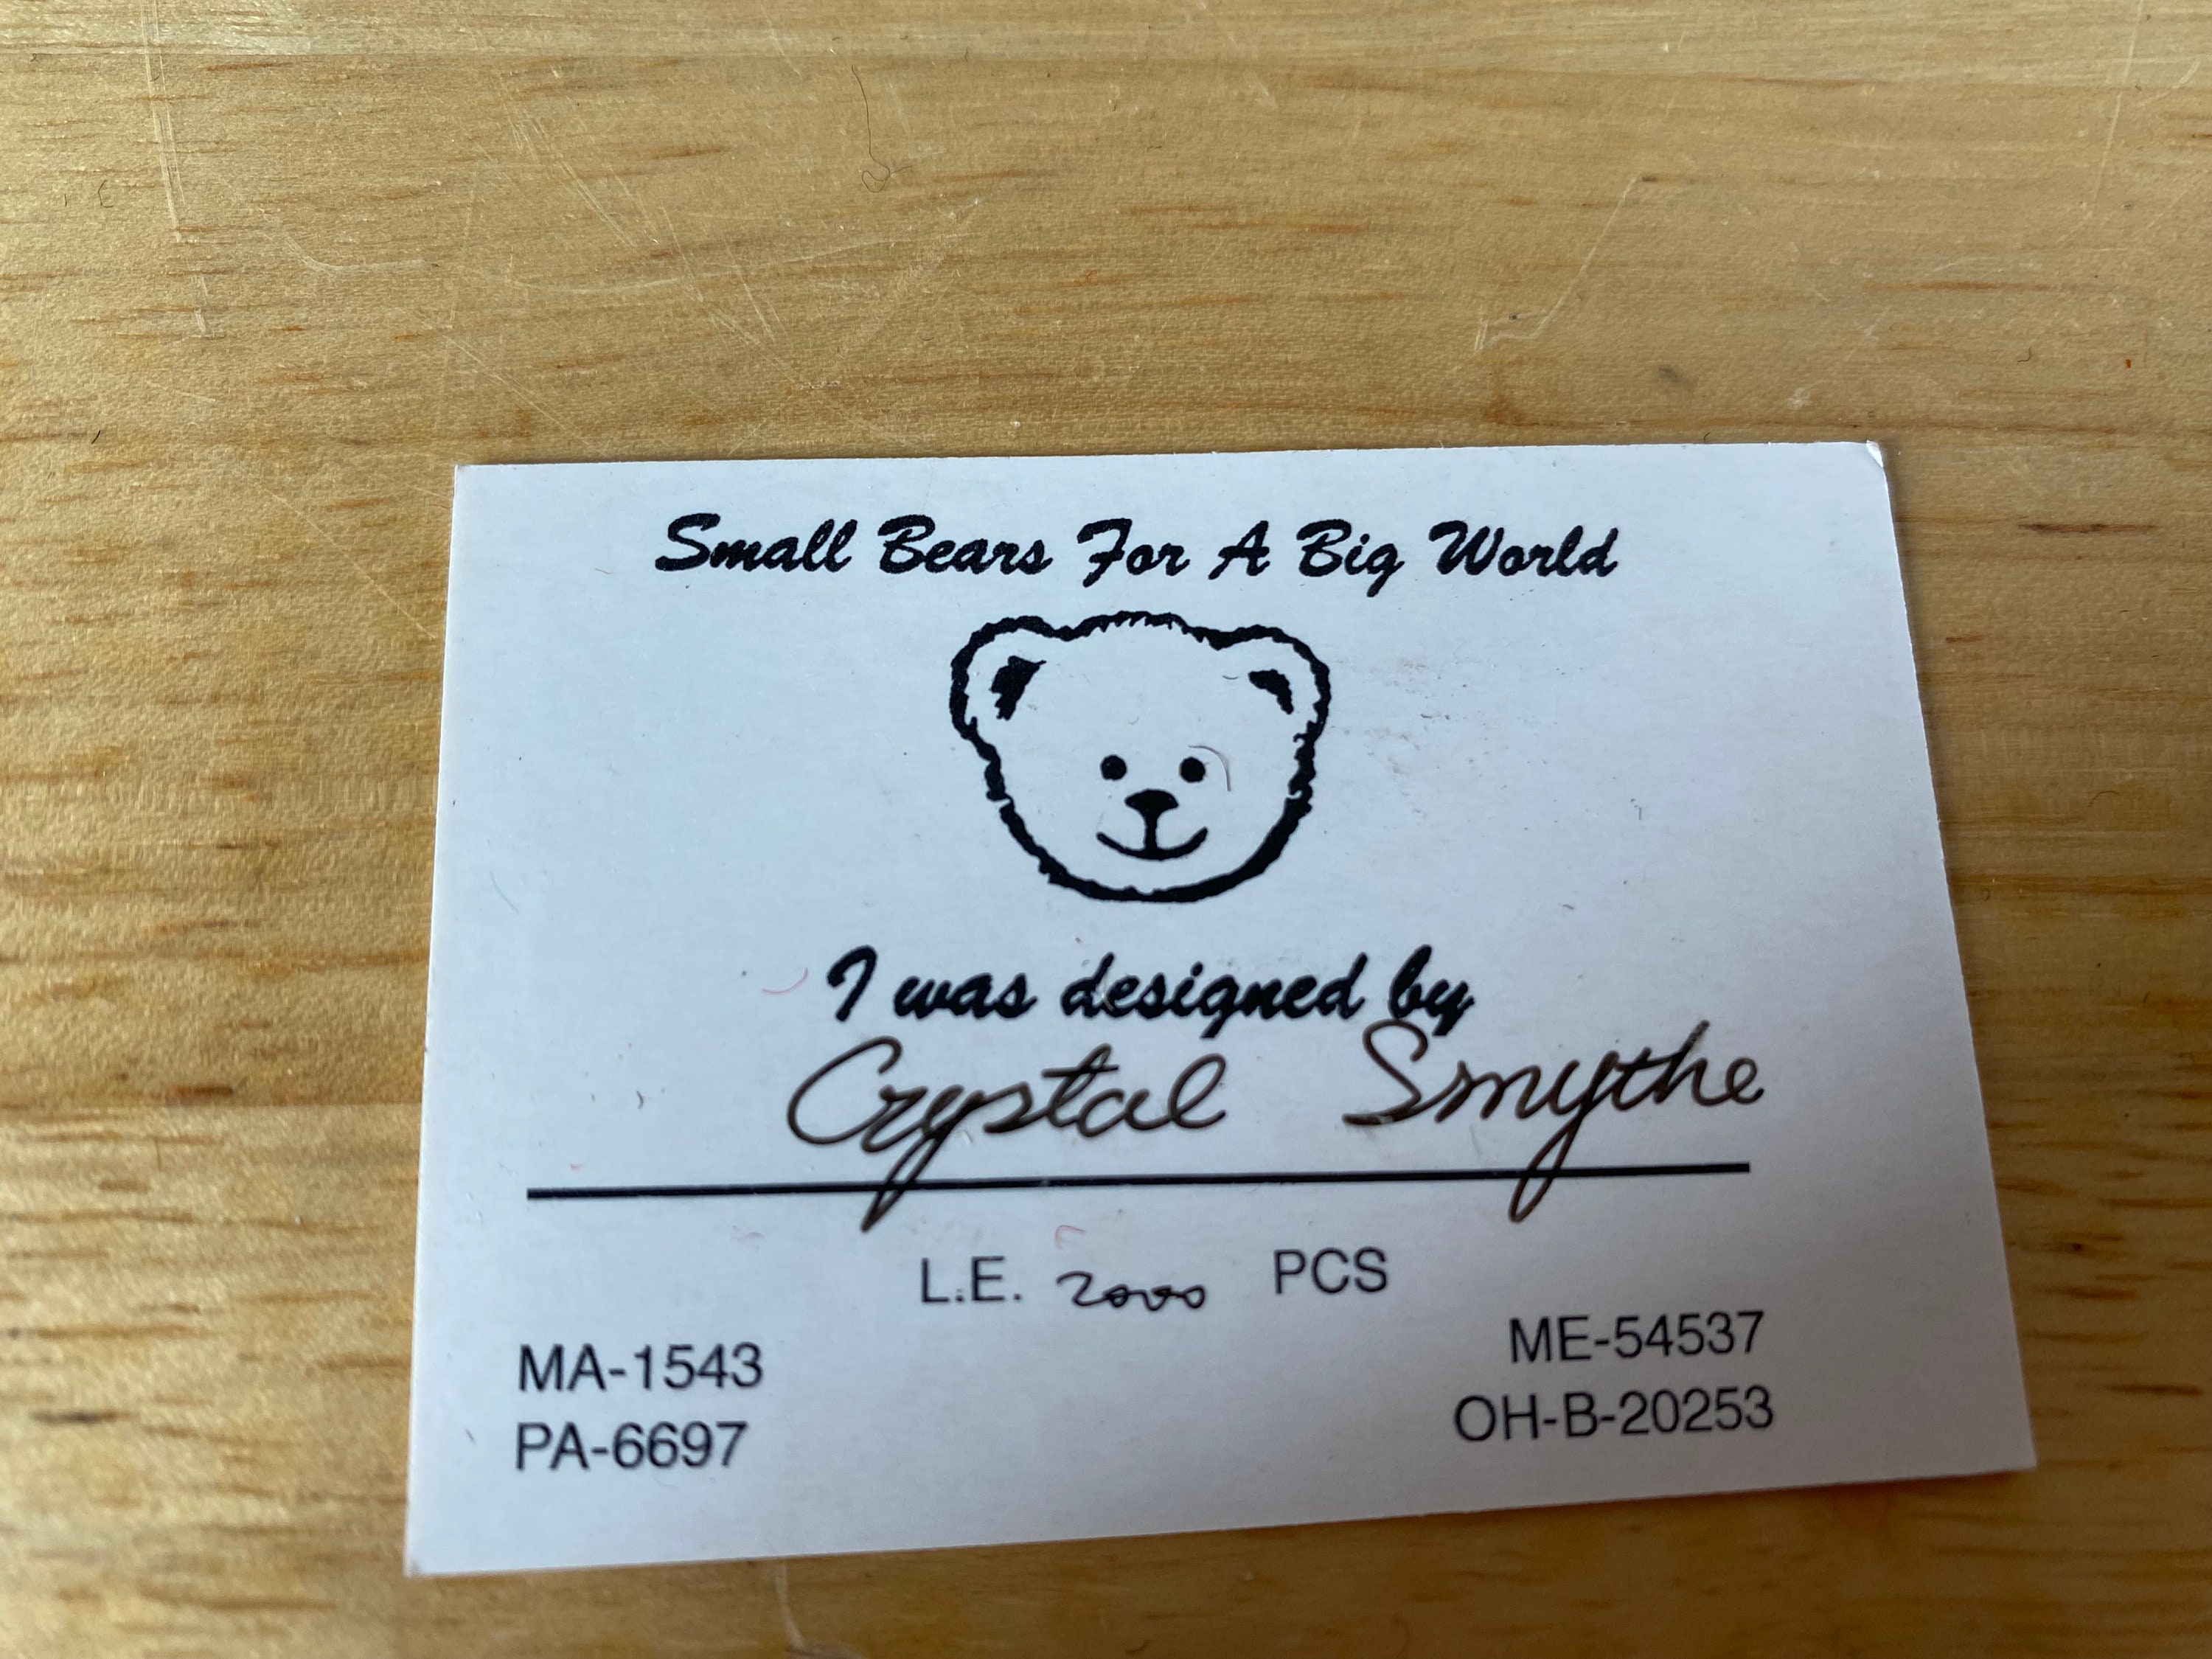 Small Bears For A Big World
I was designed by
Crystal Smythe
L.E. 2000 PCS
MA-1543
PA-6697
ME-54537
OH-B-20253